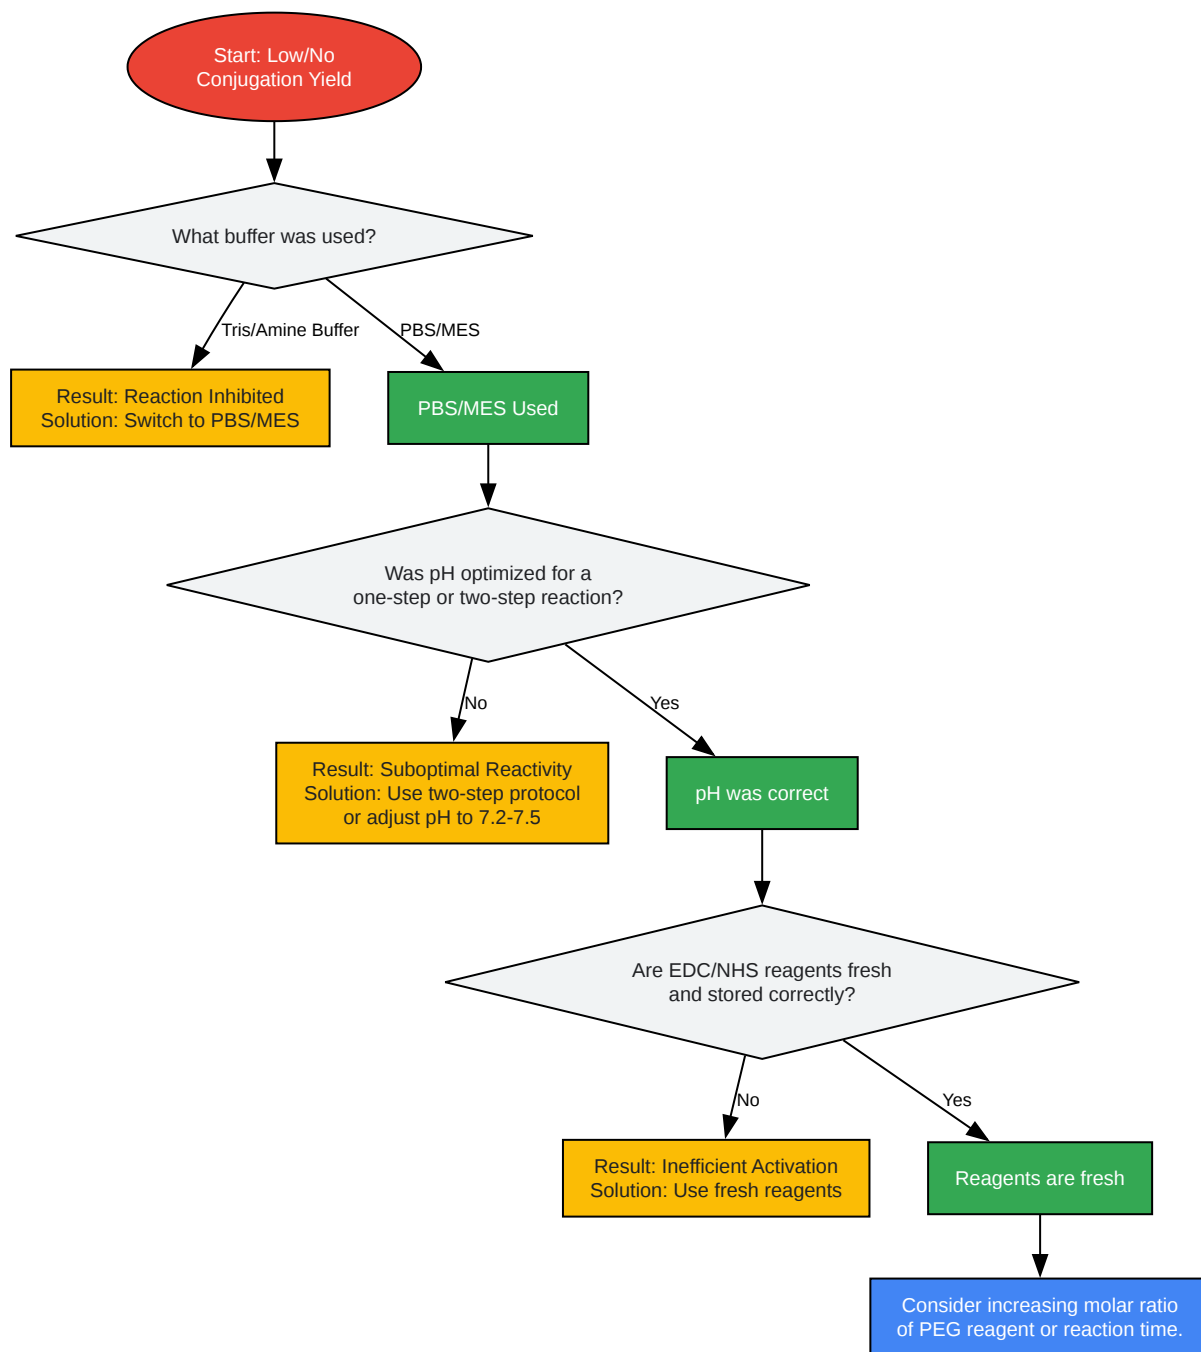 Start: Low/No
Conjugation Yield
What buffer was used?
Tris/Amine Buffer
PBS/MES
Result: Reaction Inhibited
Solution: Switch to PBS/MES
PBS/MES Used
Was pH optimized for a
one-step or two-step reaction?
No
Yes
Result: Suboptimal Reactivity
Solution: Use two-step protocol
or adjust pH to 7.2-7.5
pH was correct
Are EDC/NHS reagents fresh
and stored correctly?
No
Yes
Result: Inefficient Activation
Solution: Use fresh reagents
Reagents are fresh
Consider increasing molar ratio
of PEG reagent or reaction time.